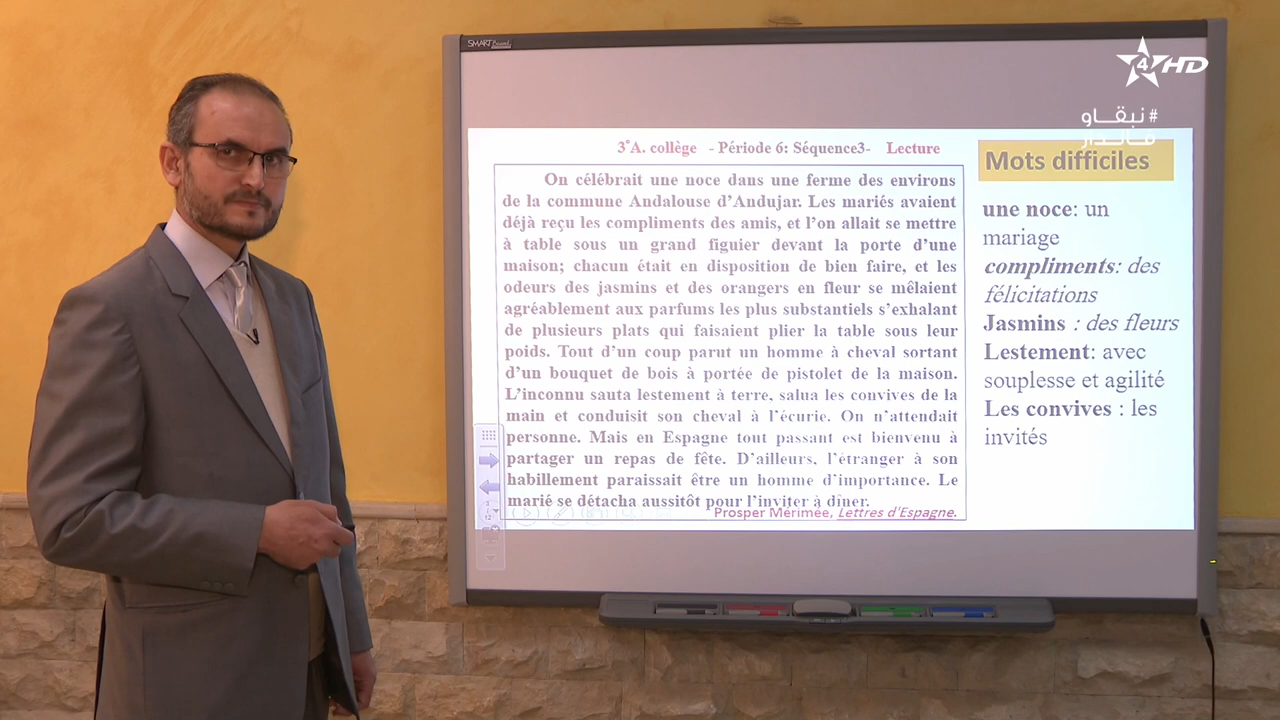 SMART Board
4 HD
# نبقاو
فالدار
3°A. collège - Période 6: Séquence3- Lecture
On célébrait une noce dans une ferme des environs
de la commune Andalouse d'Andujar. Les mariés avaient
déjà reçu les compliments des amis, et l'on allait se mettre
à table sous un grand figuier devant la porte d'une
maison; chacun était en disposition de bien faire, et les
odeurs des jasmins et des orangers en fleur se mêlaient
agréablement aux parfums les plus substantiels s'exhalant
de plusieurs plats qui faisaient plier la table sous leur
poids. Tout d'un coup parut un homme à cheval sortant
d'un bouquet de bois à portée de pistolet de la maison.
L'inconnu sauta lestement à terre, salua les convives de la
main et conduisit son cheval à l'écurie. On n'attendait
personne. Mais en Espagne tout passant est bienvenu à
partager un repas de fête. D'ailleurs, l'étranger à son
habillement paraissait être un homme d'importance. Le
marié se détacha aussitôt pour l'inviter à dîner.
Prosper Mérimée, Lettres d'Espagne.
Mots difficiles
une noce: un
mariage
compliments: des
félicitations
Jasmins : des fleurs
Lestement: avec
souplesse et agilité
Les convives : les
invités